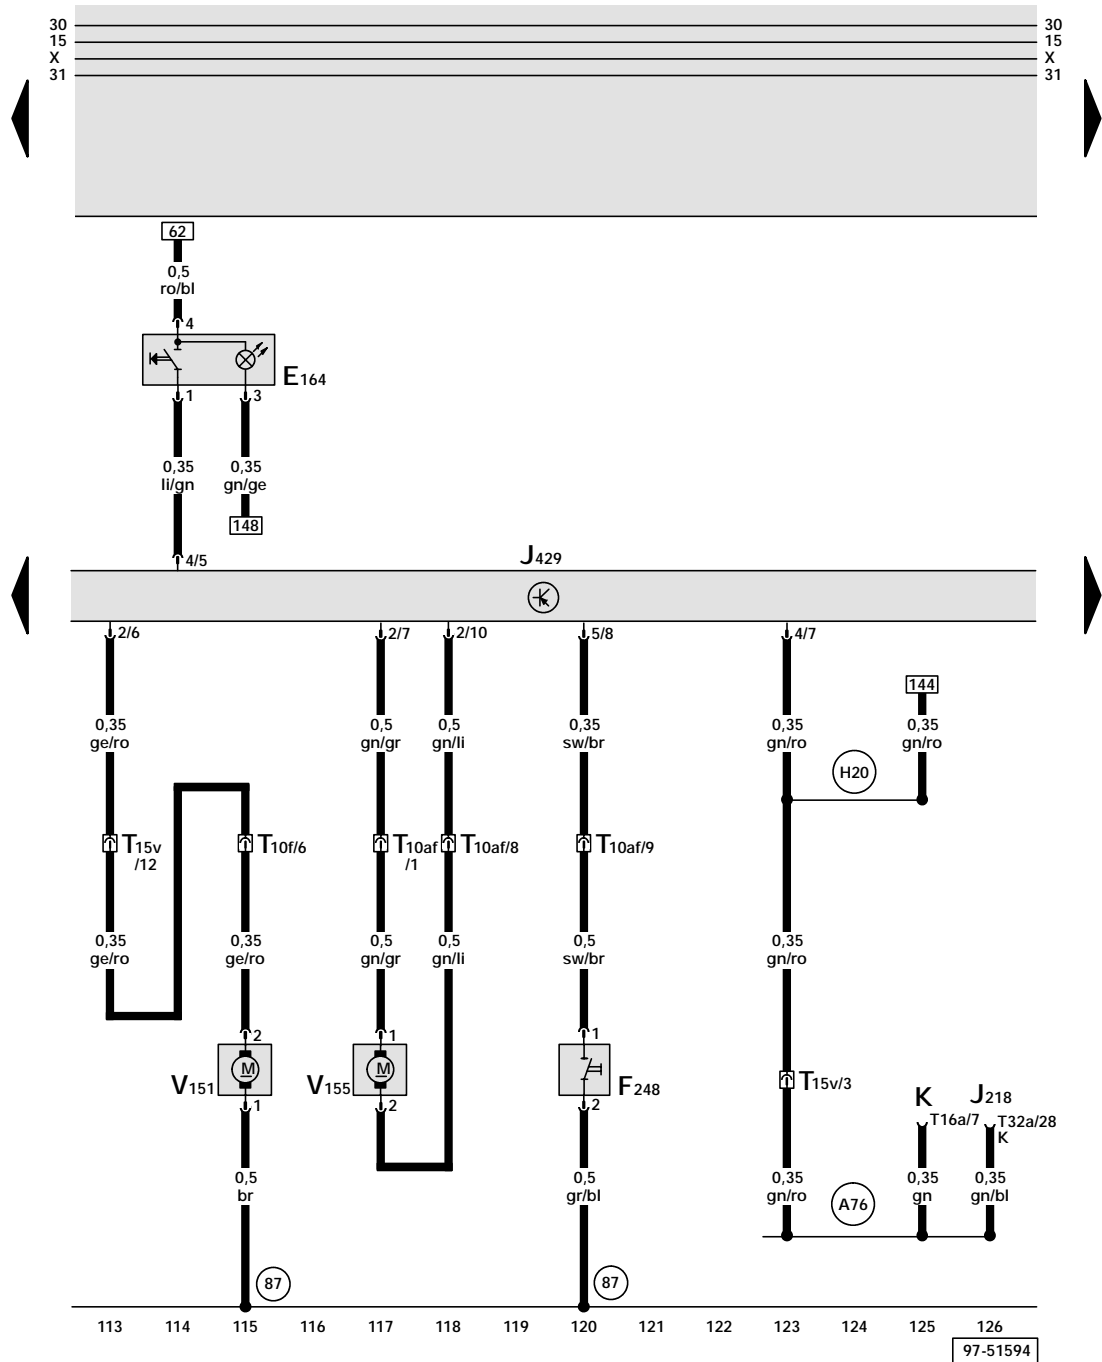 30 30
15 15
X X
31 31
62
0,5
ro/bl
4
E164
1 3
0,35 0,35
li/gn gn/ge
148
4/5
J429
2/6 2/7 2/10 5/8 4/7
144
0,35 0,5 0,5 0,35 0,35 0,35
ge/ro gn/gr gn/li sw/br gn/ro gn/ro
H20
T15v T10f/6 T10af T10af/8 T10af/9
/12 /1
0,35 0,35 0,5 0,5 0,5 0,35
ge/ro ge/ro gn/gr gn/li sw/br gn/ro
2 1 1
M M
V151 V155 F248
T15v/3
1 2 2
K J218
T16a/7 T32a/28
K
0,5 0,5 0,35 0,35 0,35
br gr/bl gn/ro gn gn/bl
A76
87 87
113 114 115 116 117 118 119 120 121 122 123 124 125 126
97-51594